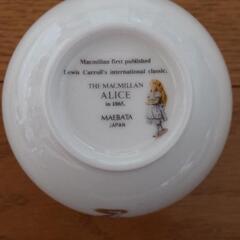 Macmillan first published
Lewis Carroll's international classic.
THE MACMILLAN
ALICE
in 1865.
MAEBATA
JAPAN